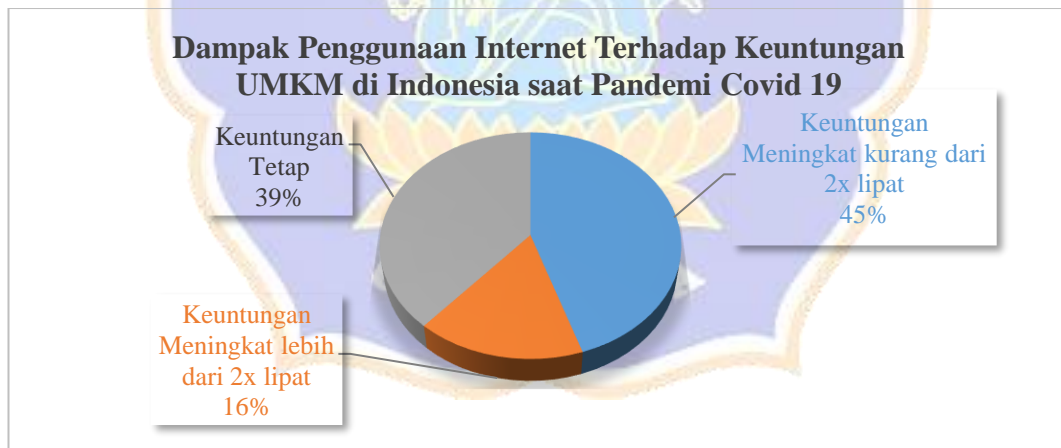 Dampak Penggunaan Internet Terhadap Keuntungan
UMKM di Indonesia saat Pandemi Covid 19
Keuntungan
Tetap
39%
Keuntungan
Meningkat kurang dari
2x lipat
45%
Keuntungan
Meningkat lebih
dari 2x lipat
16%